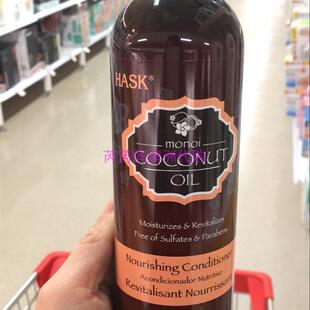 HASK®
monoi
COCONUT
OIL
Moisturizes & Revitalizes
Free of Sulfates & Parabens
Nourishing Conditioner
Acondicionador Nutritivo
Revitalisant Nourrissant